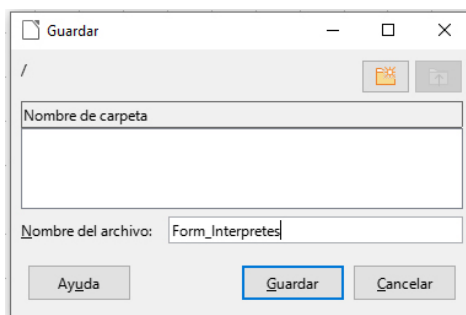 Guardar
/
Nombre de carpeta
Nombre del archivo: Form_Interpretes
Ayuda Guardar Cancelar